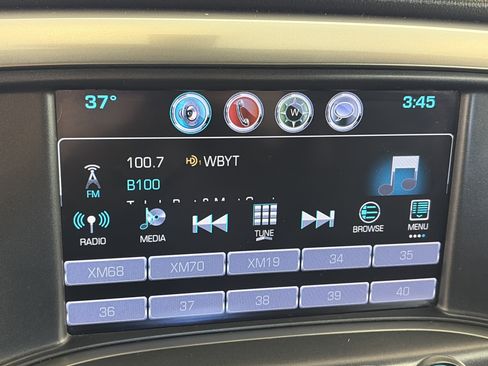 37° W 3:45
100.7 HD1 WBYT
FM B100
RADIO MEDIA TUNE BROWSE MENU
XM68 XM70 XM19 34 35
36 37 38 39 40